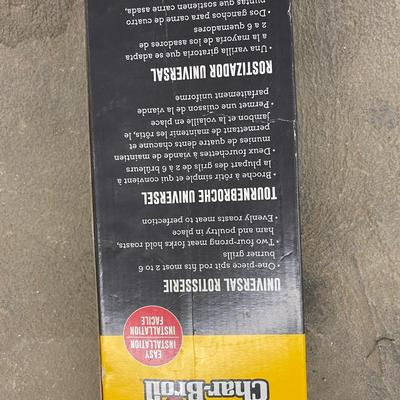 Char-Broil
EASY
INSTALLATION
INSTALLATION
FACILE
UNIVERSAL ROTISSERIE
• One-piece spit rod fits most 2 to 6
burner grills
• Two four-prong meat forks hold roasts,
ham and poultry in place
• Evenly roasts meat to perfection
TOURNEBROCHE UNIVERSEL
• Broche à rôtir simple et qui convient à
la plupart des grils de 2 à 6 brûleurs
• Deux fourchettes à viande de maintien
munies de quatre dents chacune et
permettant de maintenir les rôtis, le
jambon et la volaille en place
• Permet une cuisson de la viande
parfaitement uniforme
ROSTIZADOR UNIVERSAL
• Una varilla giratoria que se adapta
a la mayoría de los asadores de
2 a 6 quemadores
• Dos ganchos para carne de cuatro
puntas que sostienen carne asada,